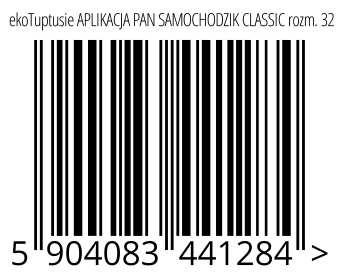 ekoTuptusie APLIKACJA PAN SAMOCHODZIK CLASSIC rozm. 32
5 904083 441284 >